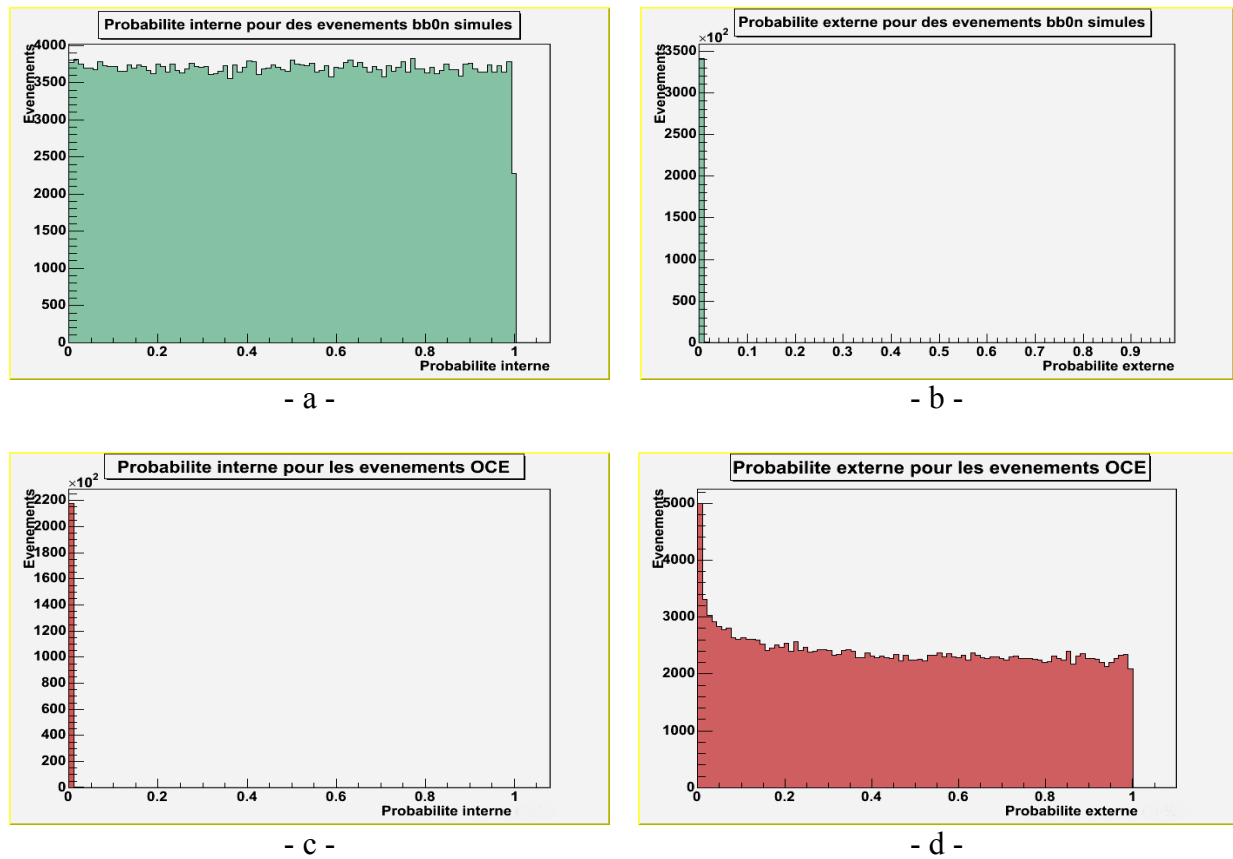 Probabilite interne pour des evenements bb0n simules
Evenements
4000
3500
3000
2500
2000
1500
1000
500
0
0 0.2 0.4 0.6 0.8 1
Probabilite interne
- a -
Probabilite externe pour des evenements bb0n simules
×10²
Evenements
3500
3000
2500
2000
1500
1000
500
0
0 0.1 0.2 0.3 0.4 0.5 0.6 0.7 0.8 0.9
Probabilite externe
- b -
Probabilite interne pour les evenements OCE
×10²
Evenements
2200
2000
1800
1600
1400
1200
1000
800
600
400
200
0
0 0.2 0.4 0.6 0.8 1
Probabilite interne
- c -
Probabilite externe pour les evenements OCE
Evenements
5000
4000
3000
2000
1000
0
0 0.2 0.4 0.6 0.8 1
Probabilite externe
- d -